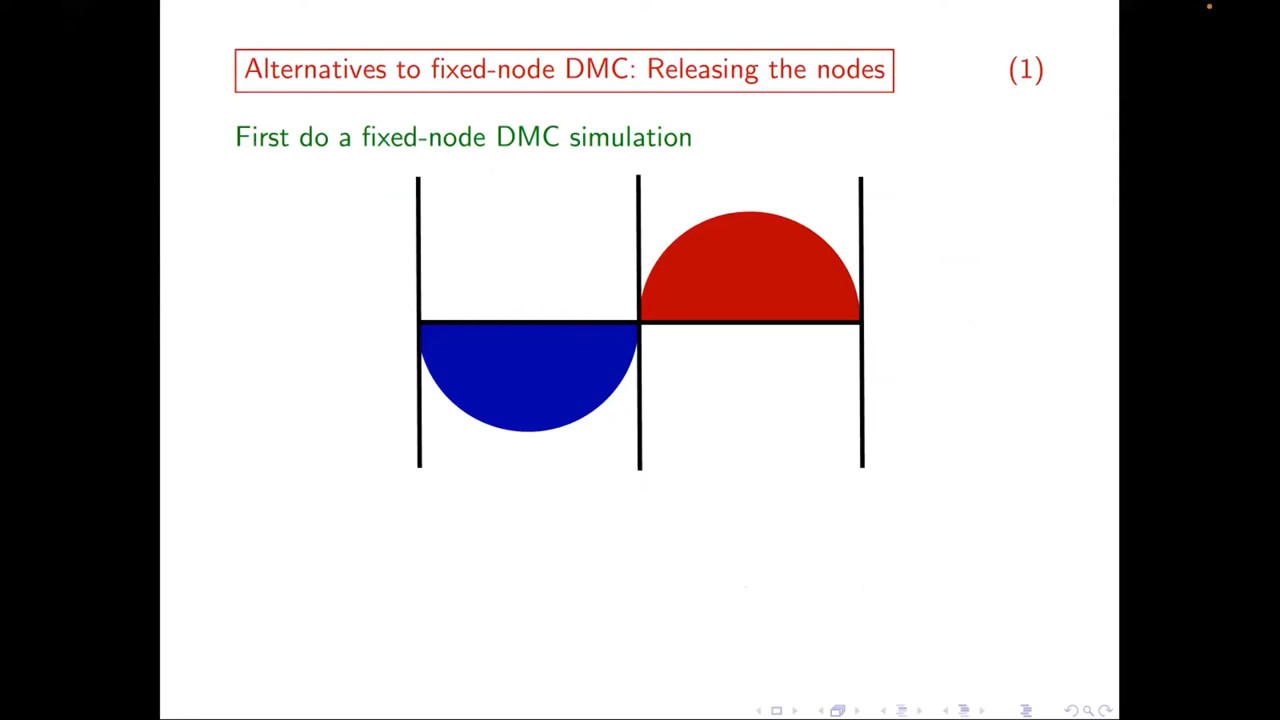 Alternatives to fixed-node DMC: Releasing the nodes (1)
First do a fixed-node DMC simulation